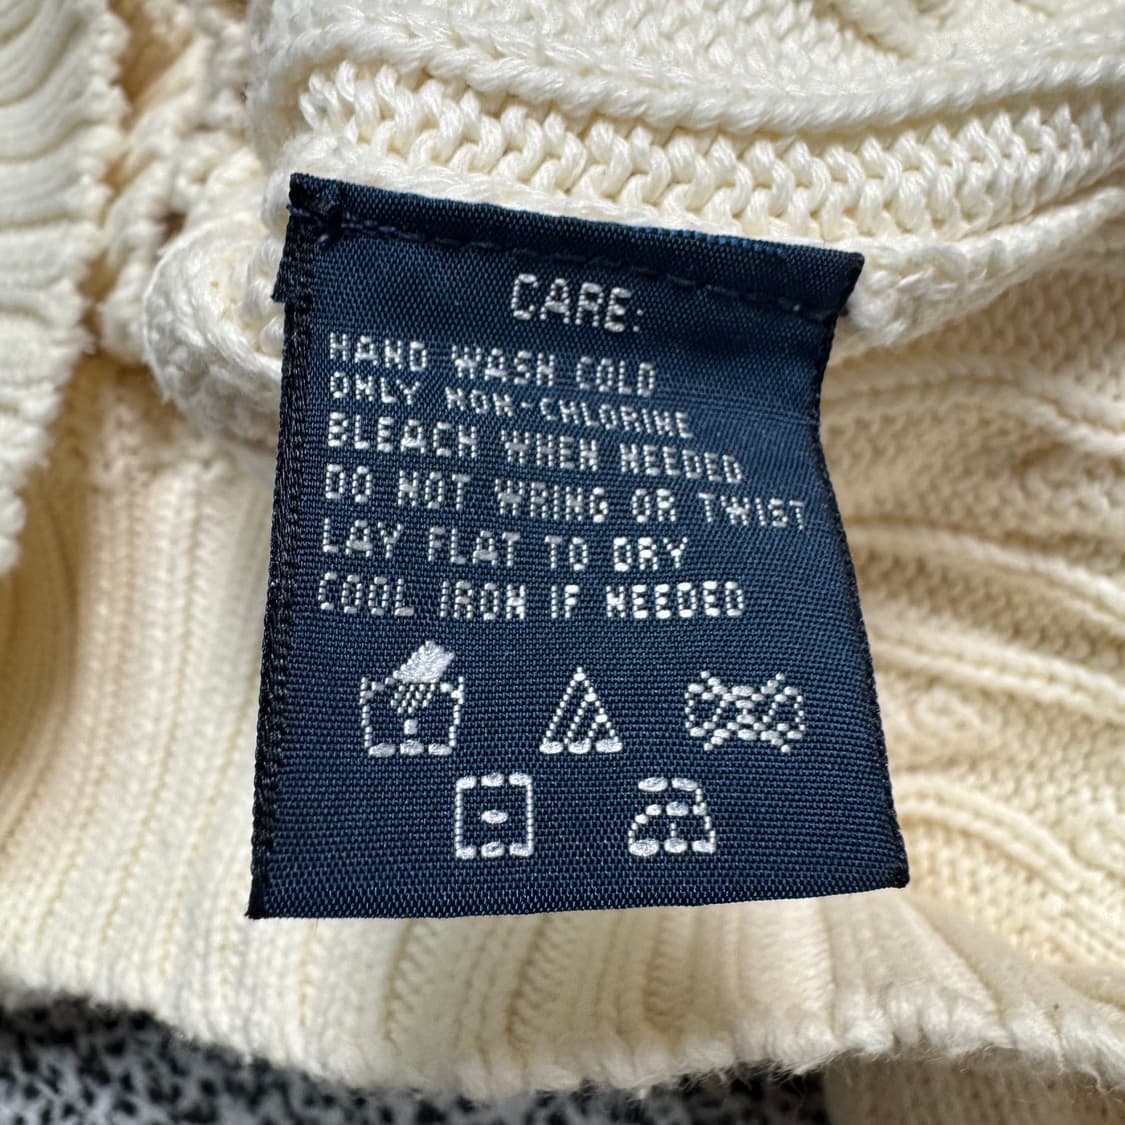 CARE:
HAND WASH COLD
ONLY NON-CHLORINE
BLEACH WHEN NEEDED
DO NOT WRING OR TWIST
LAY FLAT TO DRY
COOL IRON IF NEEDED